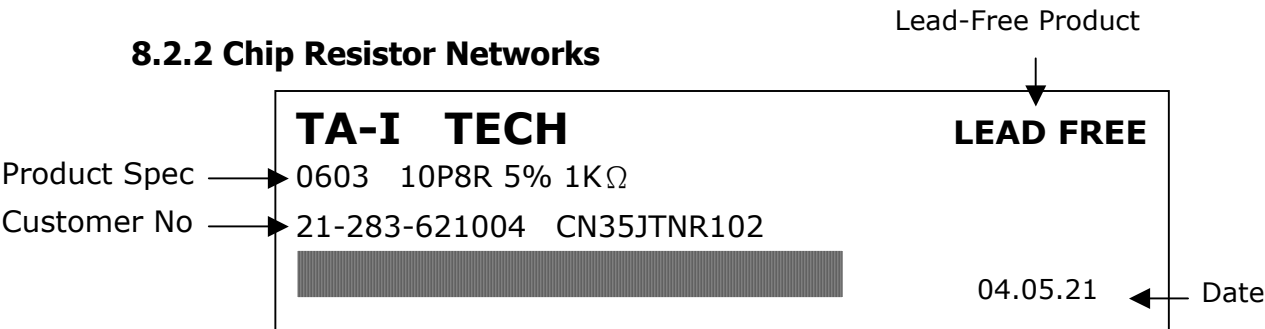 Lead-Free Product
8.2.2 Chip Resistor Networks
TA-I TECH LEAD FREE
Product Spec 0603 10P8R 5% 1KΩ
Customer No 21-283-621004 CN35JTNR102
04.05.21 Date